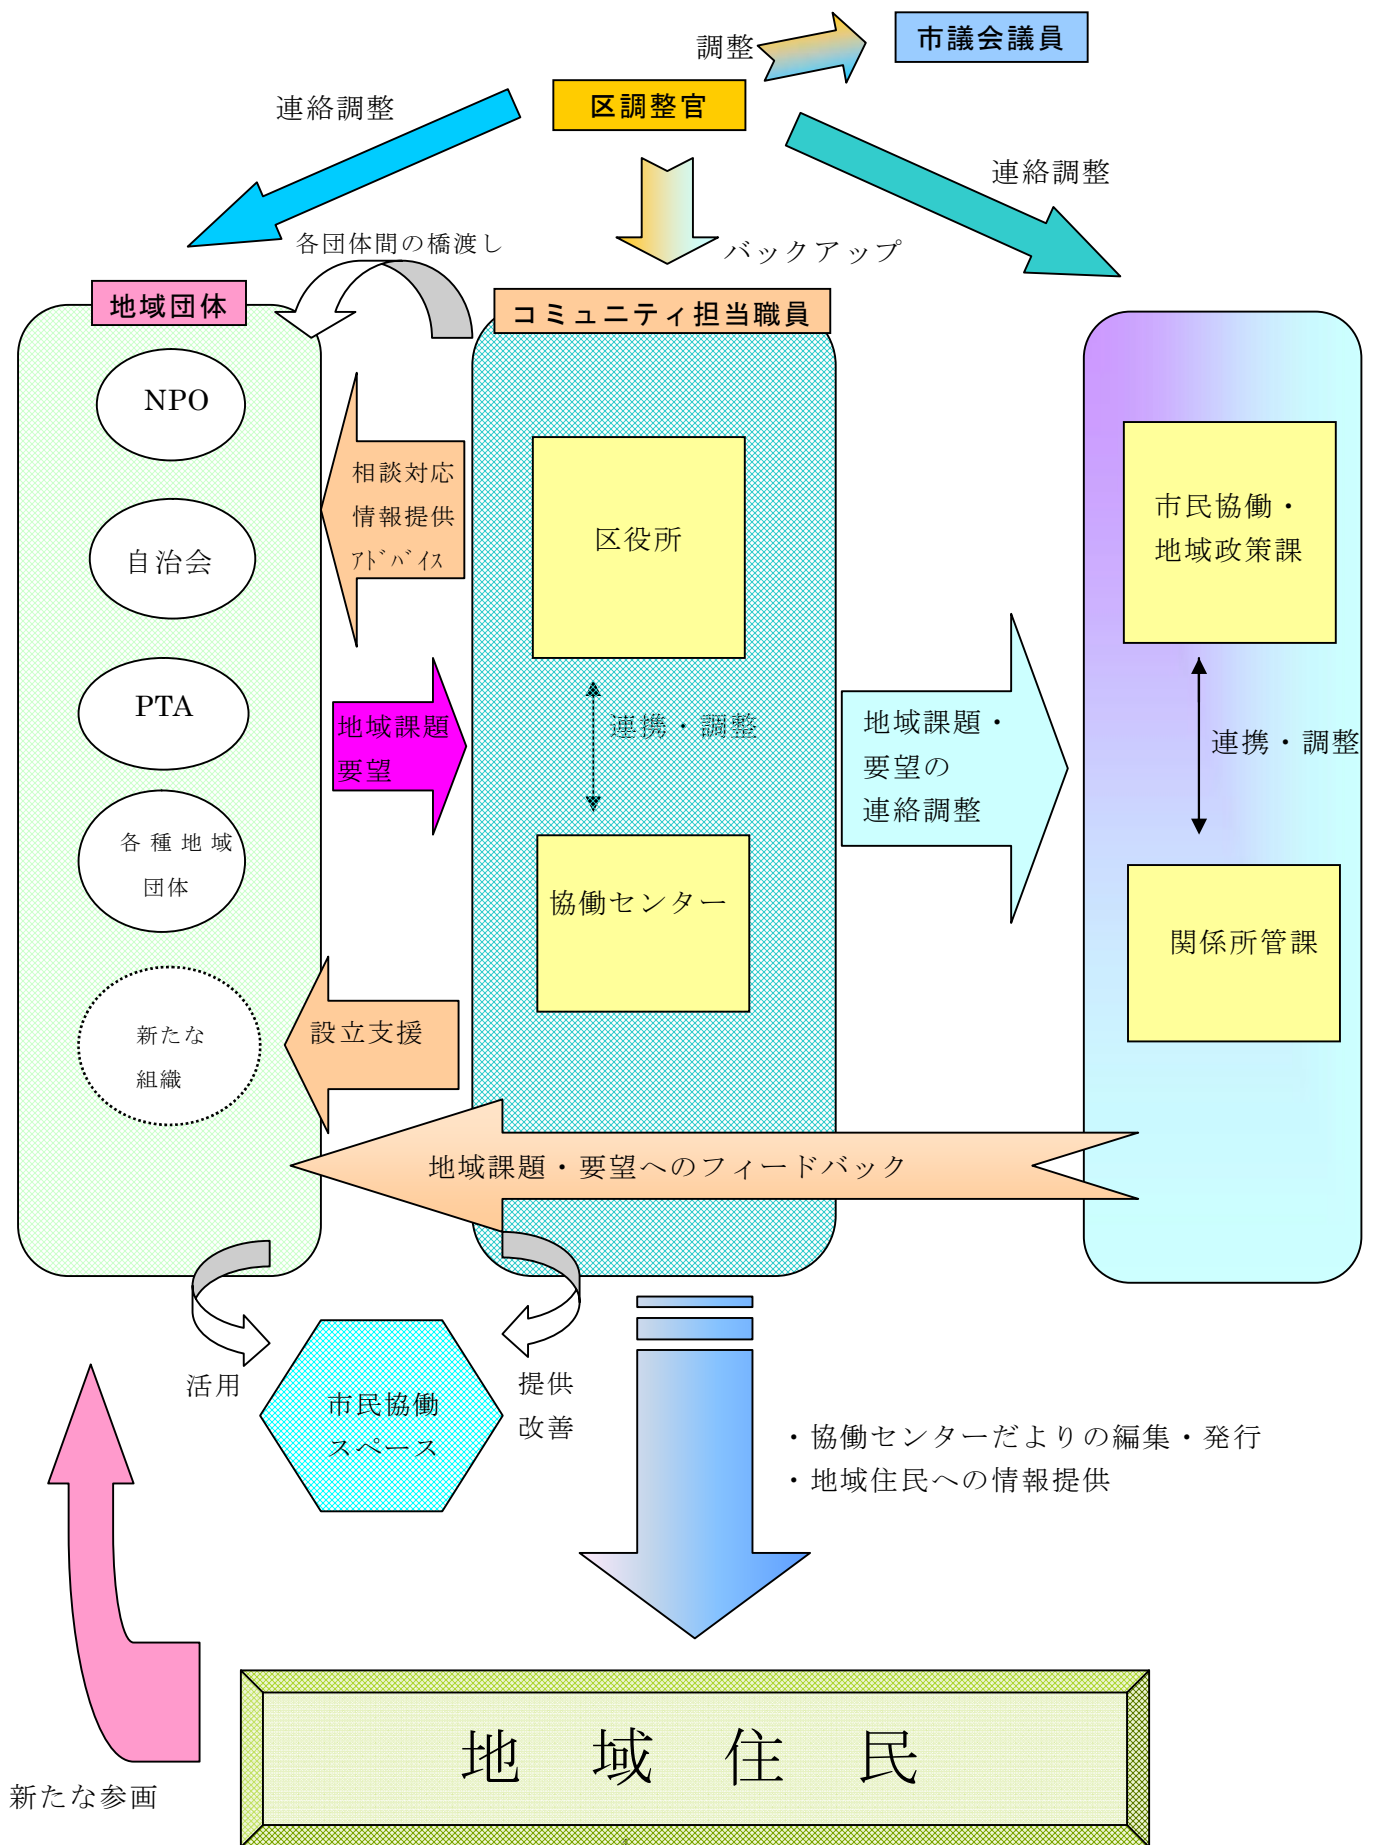 調整
市議会議員
区調整官
連絡調整
連絡調整
各団体間の橋渡し
バックアップ
地域団体
コミュニティ担当職員
NPO
相談対応
情報提供
ｱﾄﾞﾊﾞｲｽ
自治会
区役所
市民協働・
地域政策課
PTA
地域課題
要望
連携・調整
地域課題・
要望の
連絡調整
連携・調整
各種地域
団体
協働センター
関係所管課
新たな
組織
設立支援
地域課題・要望へのフィードバック
活用
市民協働
スペース
提供
改善
・協働センターだよりの編集・発行
・地域住民への情報提供
地域住民
新たな参画